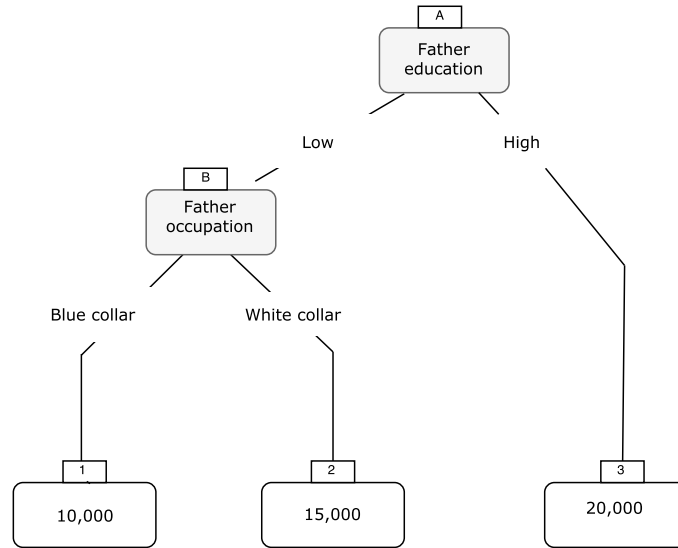 A
Father
education
Low
High
B
Father
occupation
Blue collar
White collar
1
2
3
10,000
15,000
20,000